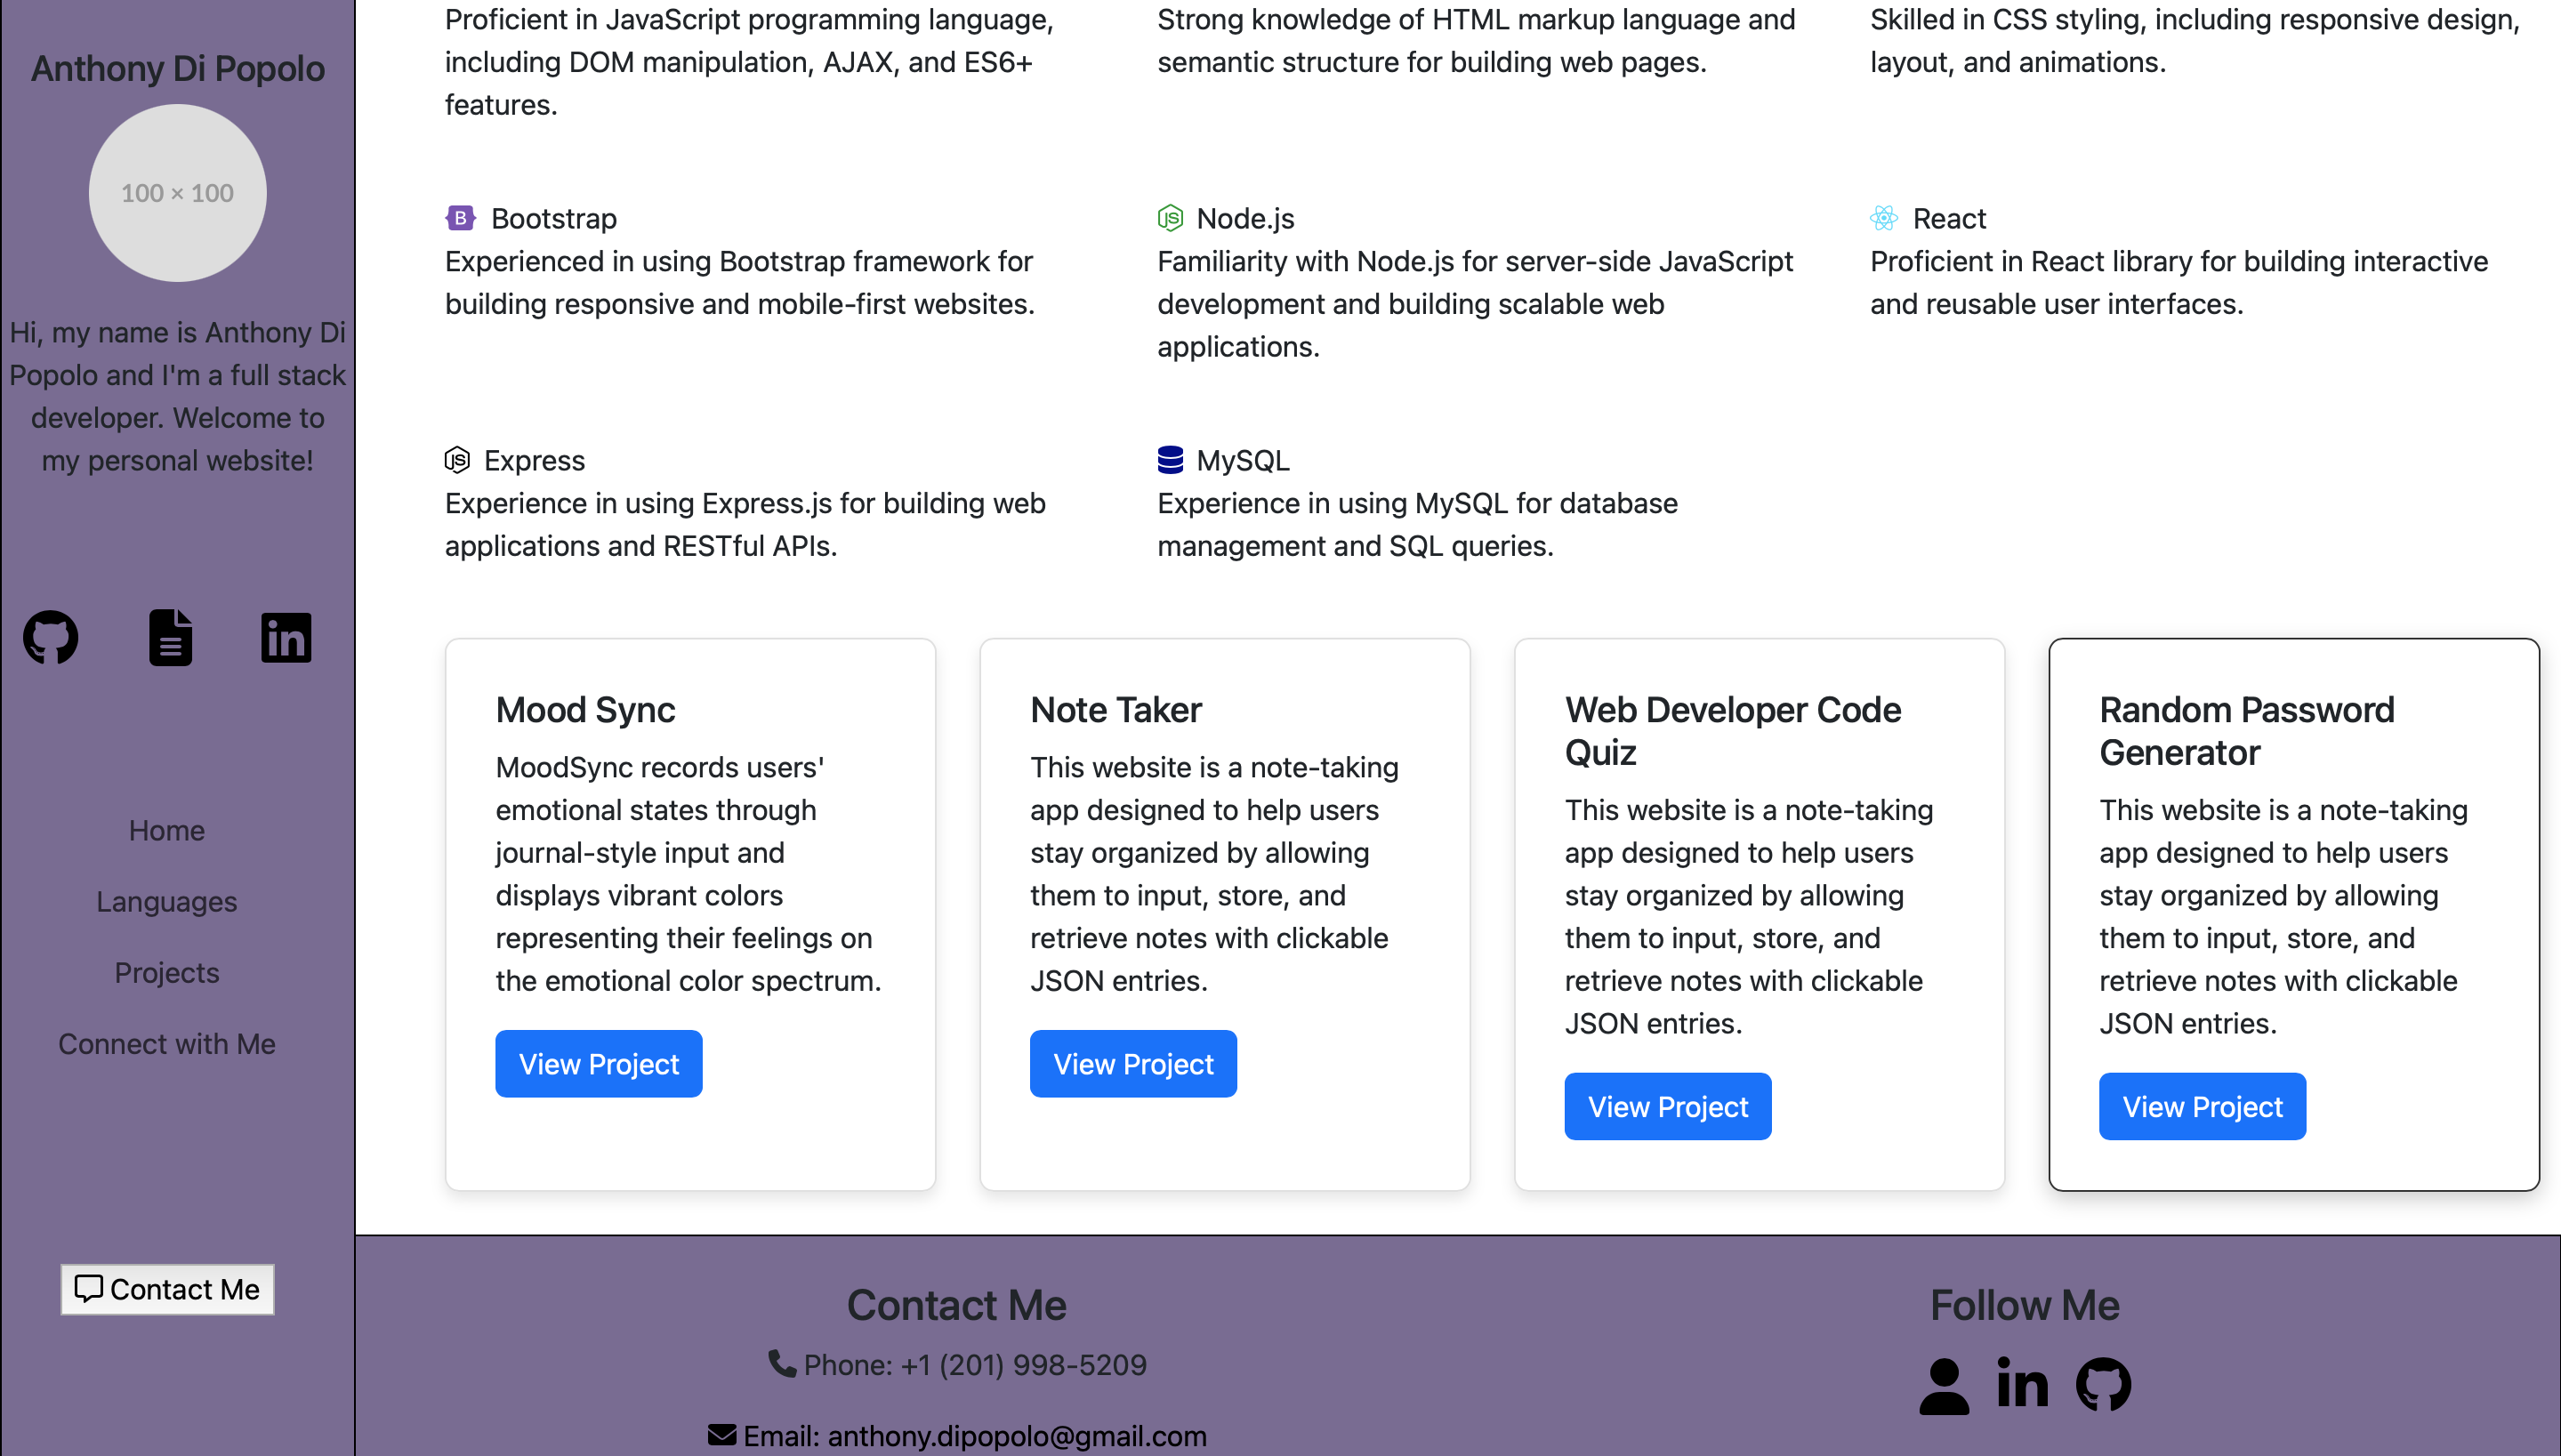 Anthony Di Popolo
100 × 100
Hi, my name is Anthony Di
Popolo and I'm a full stack
developer. Welcome to
my personal website!
Home
Languages
Projects
Connect with Me
Contact Me
Proficient in JavaScript programming language,
including DOM manipulation, AJAX, and ES6+
features.
Strong knowledge of HTML markup language and
semantic structure for building web pages.
Skilled in CSS styling, including responsive design,
layout, and animations.
B Bootstrap
Experienced in using Bootstrap framework for
building responsive and mobile-first websites.
JS Node.js
Familiarity with Node.js for server-side JavaScript
development and building scalable web
applications.
React
Proficient in React library for building interactive
and reusable user interfaces.
JS Express
Experience in using Express.js for building web
applications and RESTful APIs.
MySQL
Experience in using MySQL for database
management and SQL queries.
Mood Sync
MoodSync records users'
emotional states through
journal-style input and
displays vibrant colors
representing their feelings on
the emotional color spectrum.
View Project
Note Taker
This website is a note-taking
app designed to help users
stay organized by allowing
them to input, store, and
retrieve notes with clickable
JSON entries.
View Project
Web Developer Code
Quiz
This website is a note-taking
app designed to help users
stay organized by allowing
them to input, store, and
retrieve notes with clickable
JSON entries.
View Project
Random Password
Generator
This website is a note-taking
app designed to help users
stay organized by allowing
them to input, store, and
retrieve notes with clickable
JSON entries.
View Project
Contact Me
Phone: +1 (201) 998-5209
Email: anthony.dipopolo@gmail.com
Follow Me